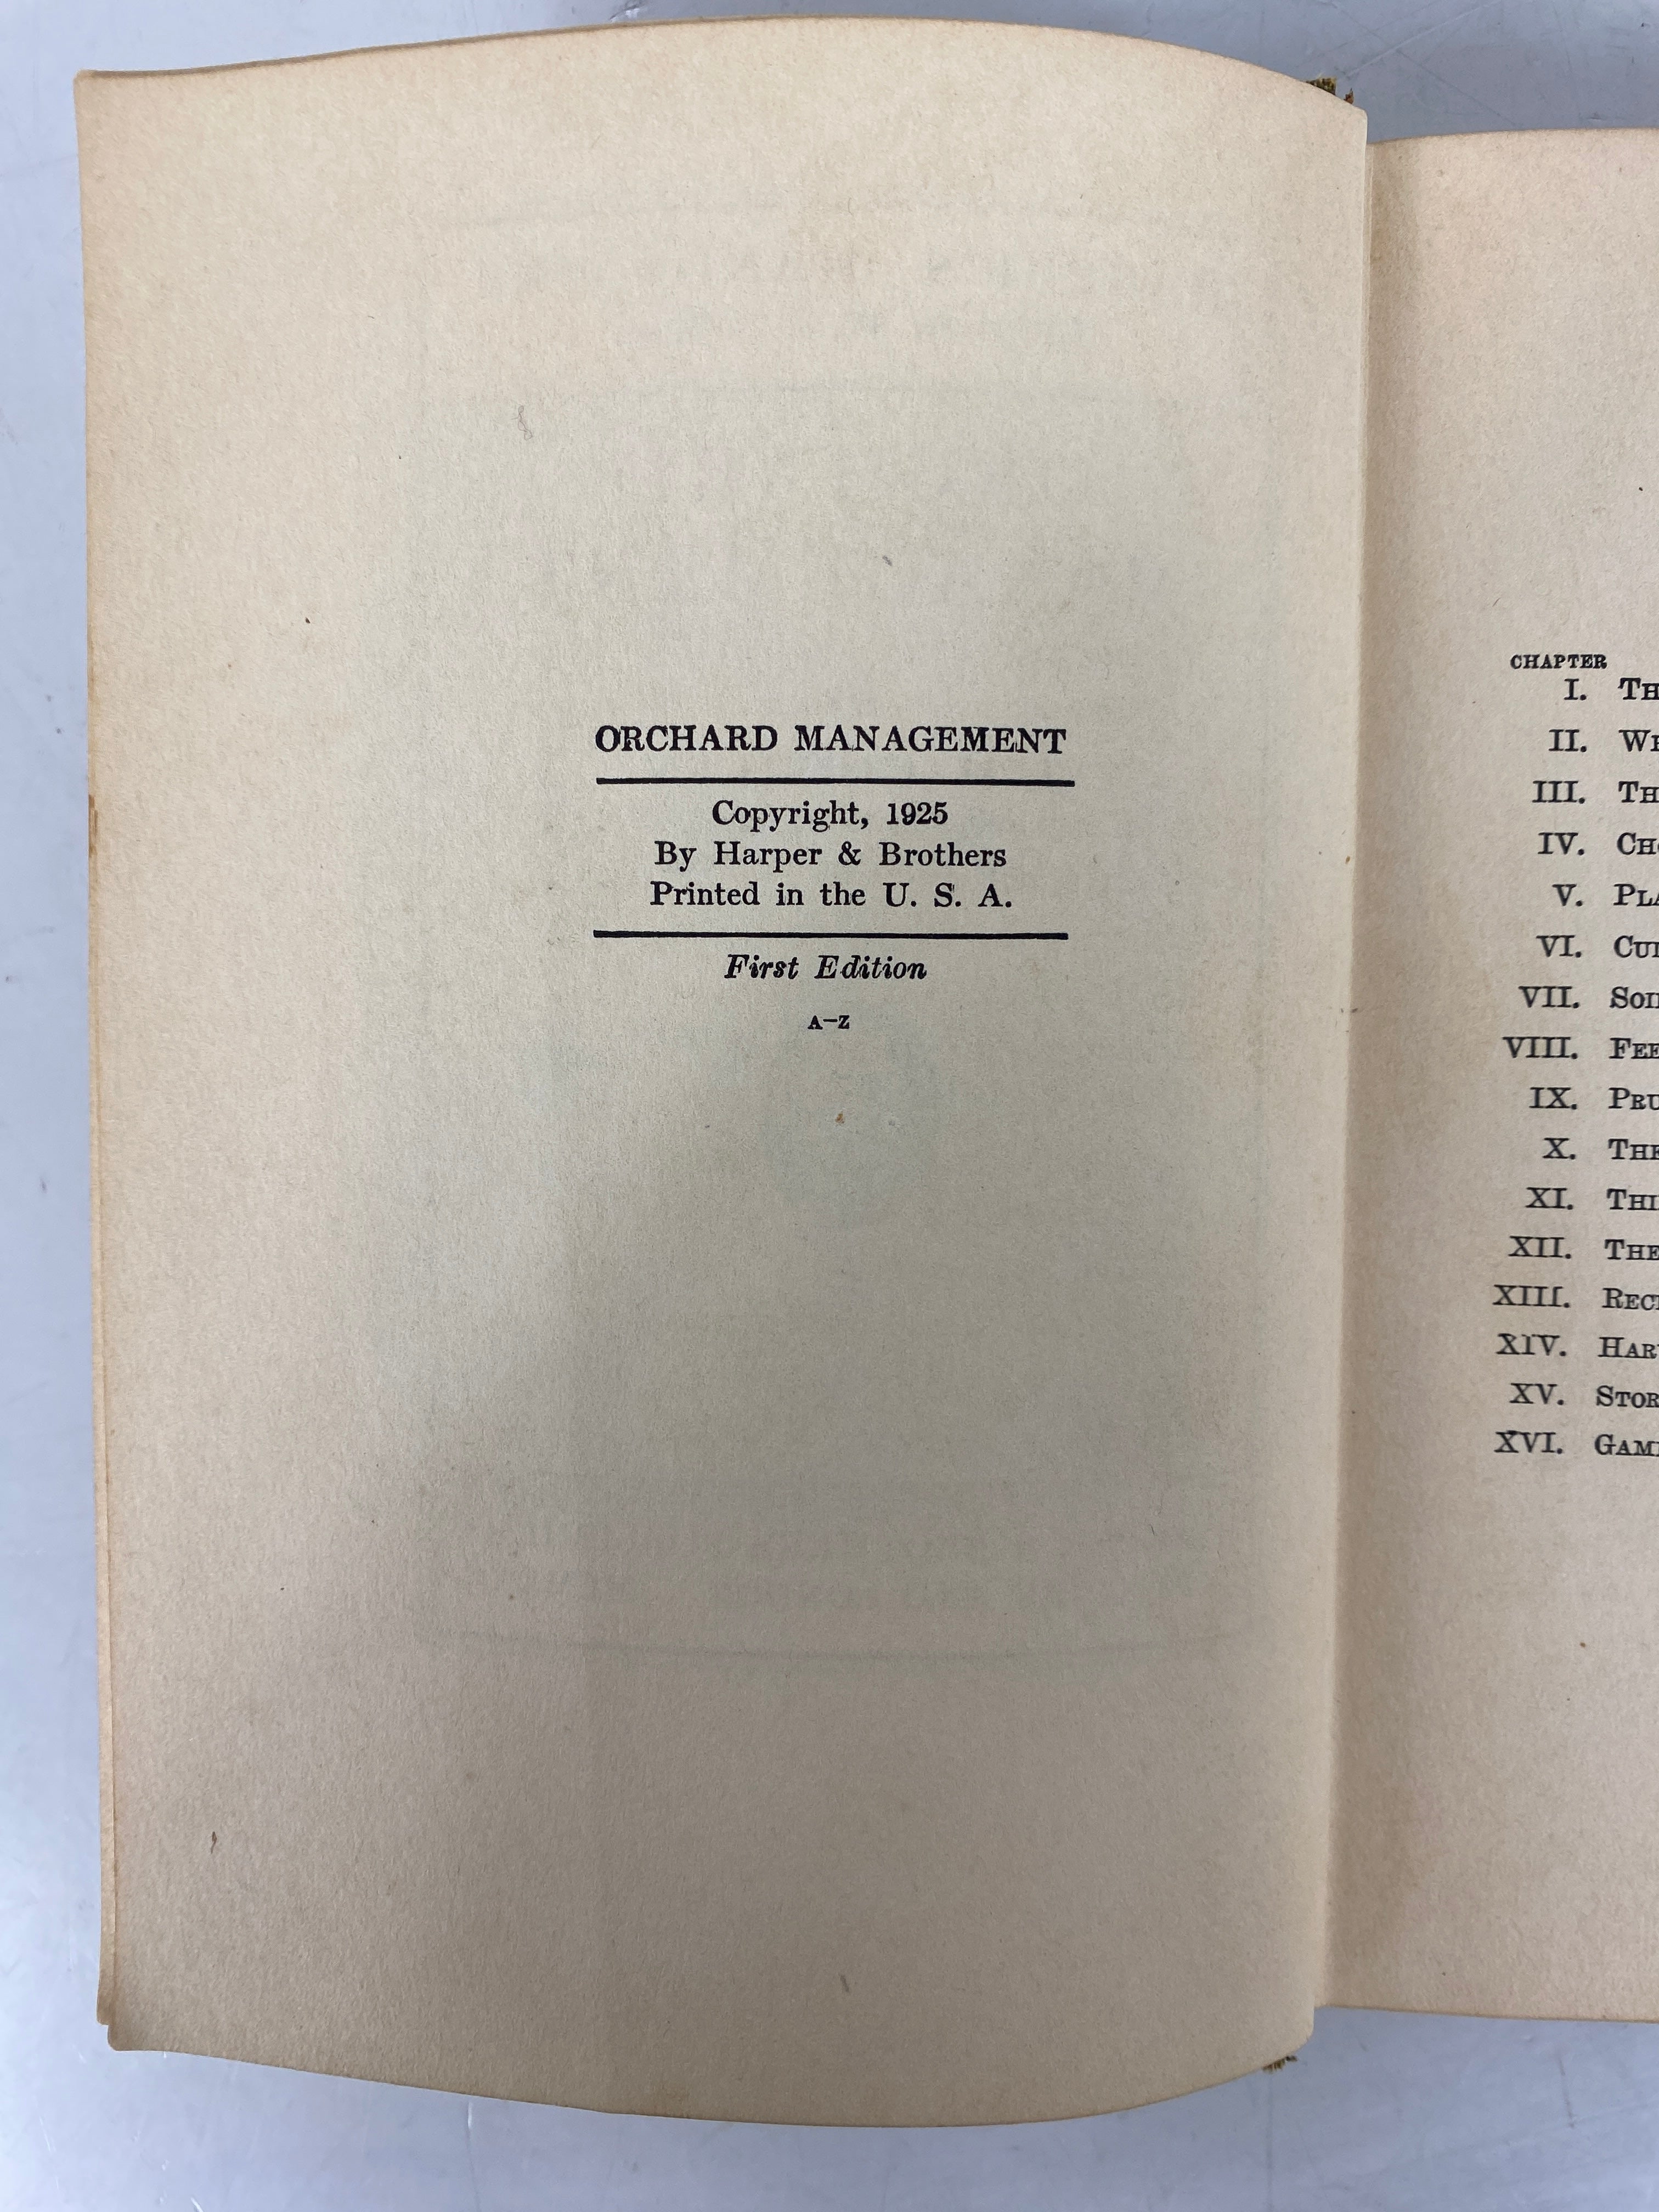 ORCHARD MANAGEMENT
Copyright, 1925
By Harper & Brothers
Printed in the U. S. A.
First Edition
A–Z
CHAPTER
I.
II.
III.
IV.
V.
VI.
VII.
VIII.
IX.
X.
XI.
XII.
XIII.
XIV.
XV.
XVI.